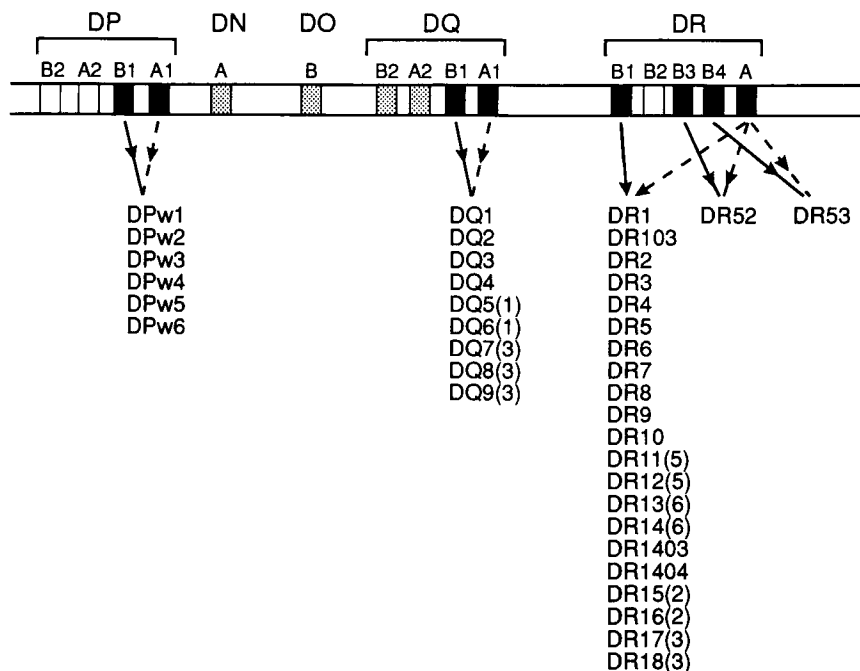 DP DN DO DQ DR
B2 A2 B1 A1 A B B2 A2 B1 A1 B1 B2 B3 B4 A
DPw1 DQ1 DR1 DR52 DR53
DPw2 DQ2 DR103
DPw3 DQ3 DR2
DPw4 DQ4 DR3
DPw5 DQ5(1) DR4
DPw6 DQ6(1) DR5
DQ7(3) DR6
DQ8(3) DR7
DQ9(3) DR8
DR9
DR10
DR11(5)
DR12(5)
DR13(6)
DR14(6)
DR1403
DR1404
DR15(2)
DR16(2)
DR17(3)
DR18(3)